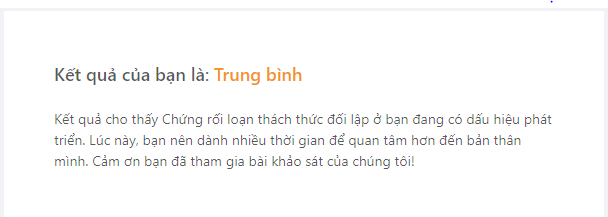 Kết quả của bạn là: Trung bình
Kết quả cho thấy Chứng rối loạn thách thức đối lập ở bạn đang có dấu hiệu phát
triển. Lúc này, bạn nên dành nhiều thời gian để quan tâm hơn đến bản thân
mình. Cảm ơn bạn đã tham gia bài khảo sát của chúng tôi!